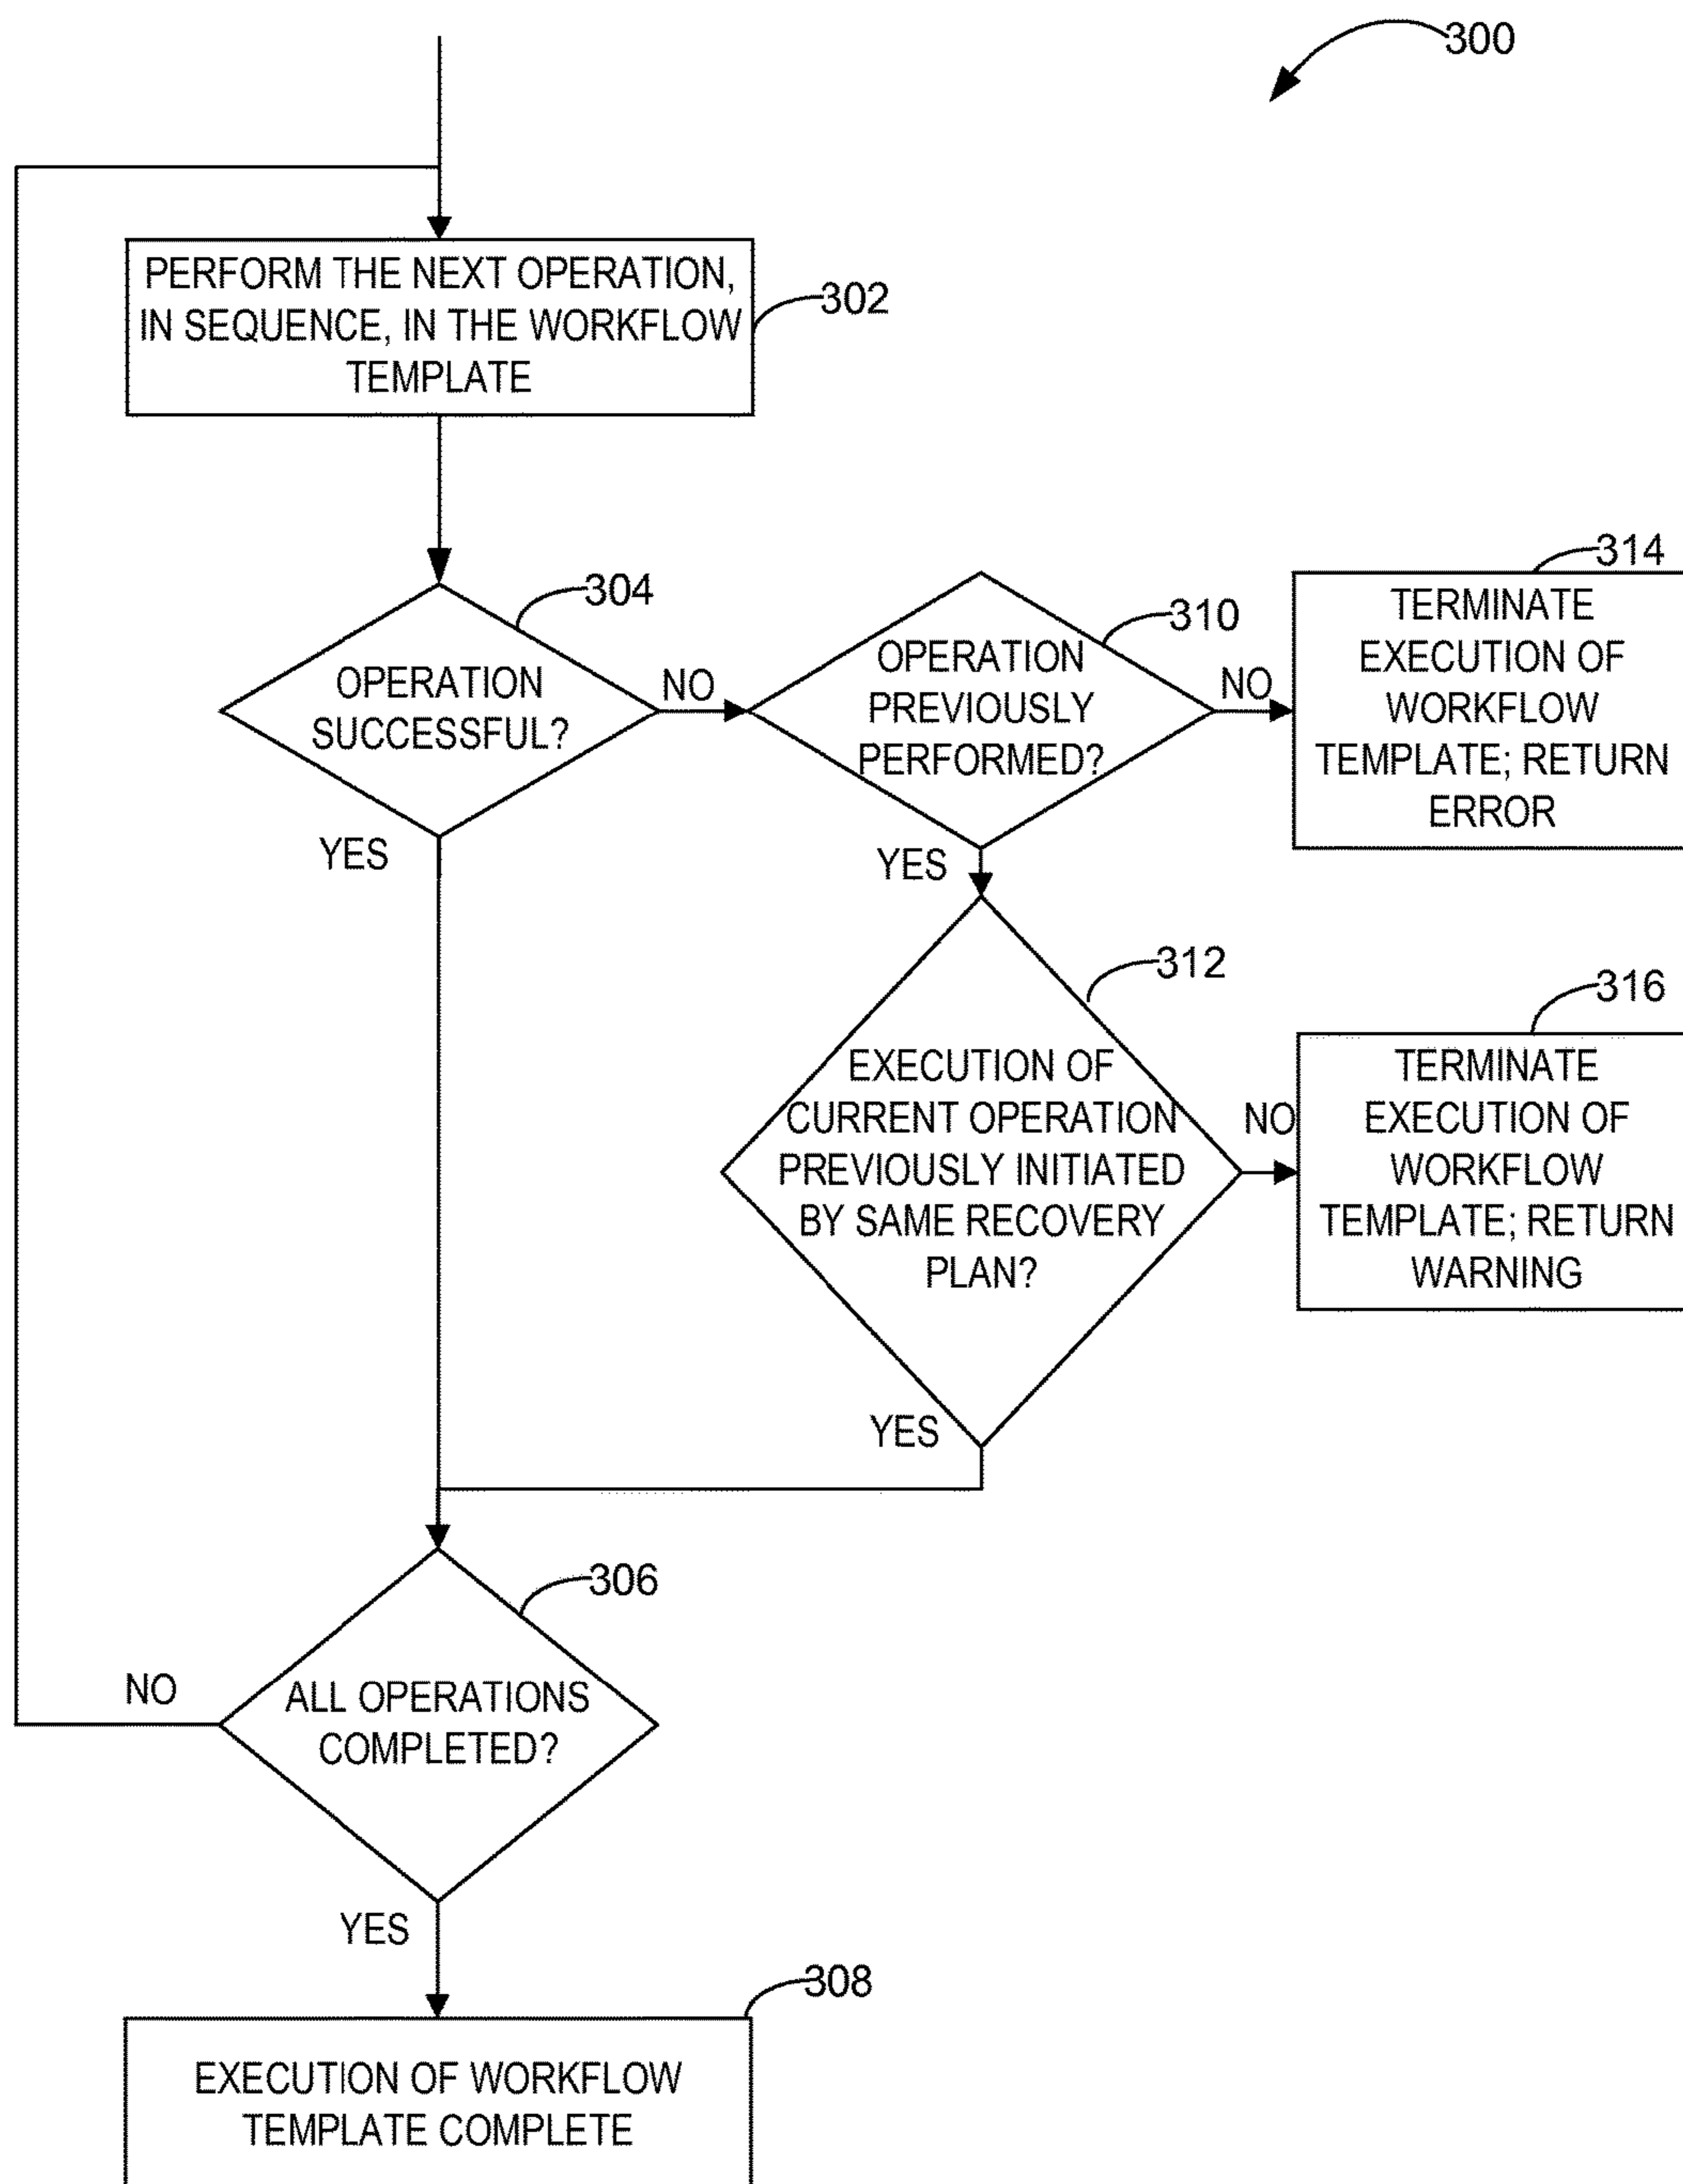 300
PERFORM THE NEXT OPERATION,
IN SEQUENCE, IN THE WORKFLOW
TEMPLATE
302
304
OPERATION
SUCCESSFUL?
NO
YES
310
OPERATION
PREVIOUSLY
PERFORMED?
NO
YES
314
TERMINATE
EXECUTION OF
WORKFLOW
TEMPLATE; RETURN
ERROR
312
EXECUTION OF
CURRENT OPERATION
PREVIOUSLY INITIATED
BY SAME RECOVERY
PLAN?
NO
YES
316
TERMINATE
EXECUTION OF
WORKFLOW
TEMPLATE; RETURN
WARNING
306
ALL OPERATIONS
COMPLETED?
NO
YES
308
EXECUTION OF WORKFLOW
TEMPLATE COMPLETE